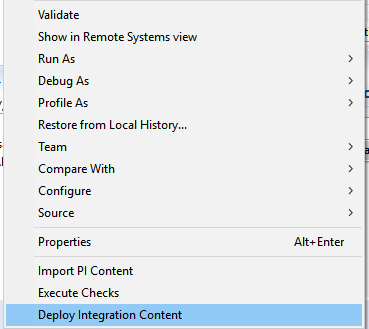 Validate
Show in Remote Systems view
Run As
Debug As
Profile As
Restore from Local History...
Team
Compare With
Configure
Source
Properties Alt+Enter
Import PI Content
Execute Checks
Deploy Integration Content